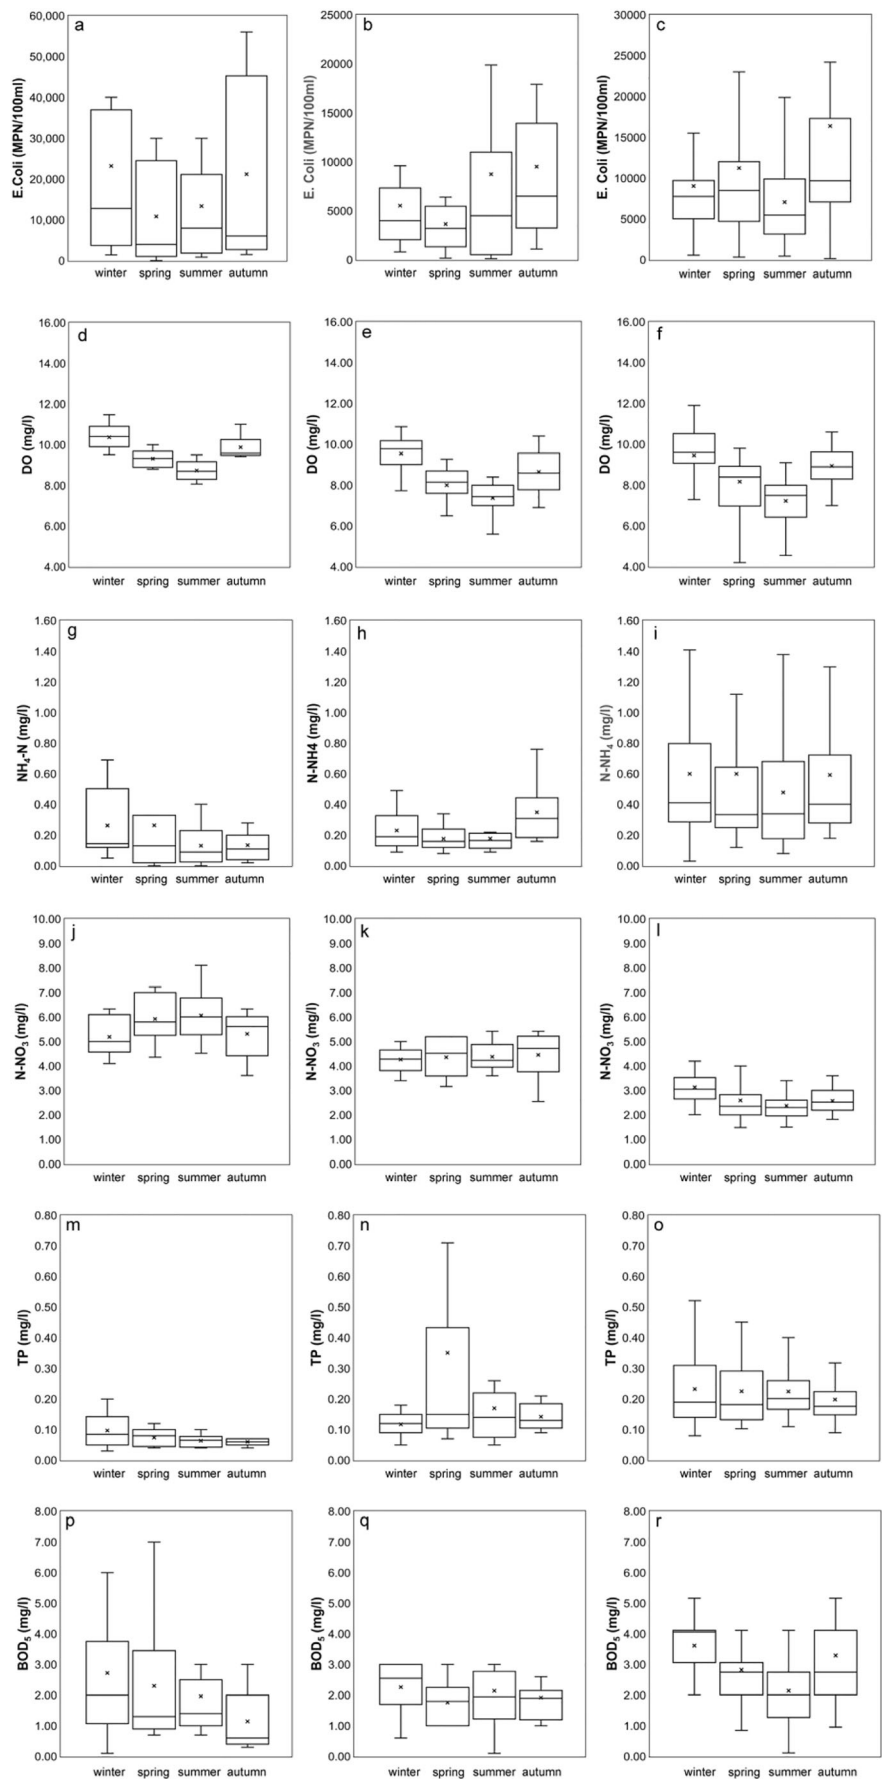 a
E.Coli (MPN/100ml)
60,000
50,000
40,000
30,000
20,000
10,000
0
winter spring summer autumn
b
E. Coli (MPN/100ml)
25000
20000
15000
10000
5000
0
winter spring summer autumn
c
E. Coli (MPN/100ml)
30000
25000
20000
15000
10000
5000
0
winter spring summer autumn
d
DO (mg/l)
16.00
14.00
12.00
10.00
8.00
6.00
4.00
winter spring summer autumn
e
DO (mg/l)
16.00
14.00
12.00
10.00
8.00
6.00
4.00
winter spring summer autumn
f
DO (mg/l)
16.00
14.00
12.00
10.00
8.00
6.00
4.00
winter spring summer autumn
g
NH₄-N (mg/l)
1.60
1.40
1.20
1.00
0.80
0.60
0.40
0.20
0.00
winter spring summer autumn
h
N-NH4 (mg/l)
1.60
1.40
1.20
1.00
0.80
0.60
0.40
0.20
0.00
winter spring summer autumn
i
N-NH₄ (mg/l)
1.60
1.40
1.20
1.00
0.80
0.60
0.40
0.20
0.00
winter spring summer autumn
j
N-NO₃ (mg/l)
10.00
9.00
8.00
7.00
6.00
5.00
4.00
3.00
2.00
1.00
0.00
winter spring summer autumn
k
N-NO₃ (mg/l)
10.00
9.00
8.00
7.00
6.00
5.00
4.00
3.00
2.00
1.00
0.00
winter spring summer autumn
l
N-NO₃ (mg/l)
10.00
9.00
8.00
7.00
6.00
5.00
4.00
3.00
2.00
1.00
0.00
winter spring summer autumn
m
TP (mg/l)
0.80
0.70
0.60
0.50
0.40
0.30
0.20
0.10
0.00
winter spring summer autumn
n
TP (mg/l)
0.80
0.70
0.60
0.50
0.40
0.30
0.20
0.10
0.00
winter spring summer autumn
o
TP (mg/l)
0.80
0.70
0.60
0.50
0.40
0.30
0.20
0.10
0.00
winter spring summer autumn
p
BOD₅ (mg/l)
8.00
7.00
6.00
5.00
4.00
3.00
2.00
1.00
0.00
winter spring summer autumn
q
BOD₅ (mg/l)
8.00
7.00
6.00
5.00
4.00
3.00
2.00
1.00
0.00
winter spring summer autumn
r
BOD₅ (mg/l)
8.00
7.00
6.00
5.00
4.00
3.00
2.00
1.00
0.00
winter spring summer autumn